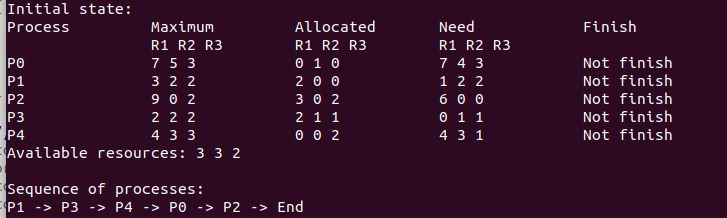 Initial state:
Process Maximum Allocated Need Finish
R1 R2 R3 R1 R2 R3 R1 R2 R3
P0 7 5 3 0 1 0 7 4 3 Not finish
P1 3 2 2 2 0 0 1 2 2 Not finish
P2 9 0 2 3 0 2 6 0 0 Not finish
P3 2 2 2 2 1 1 0 1 1 Not finish
P4 4 3 3 0 0 2 4 3 1 Not finish
Available resources: 3 3 2
Sequence of processes:
P1 -> P3 -> P4 -> P0 -> P2 -> End